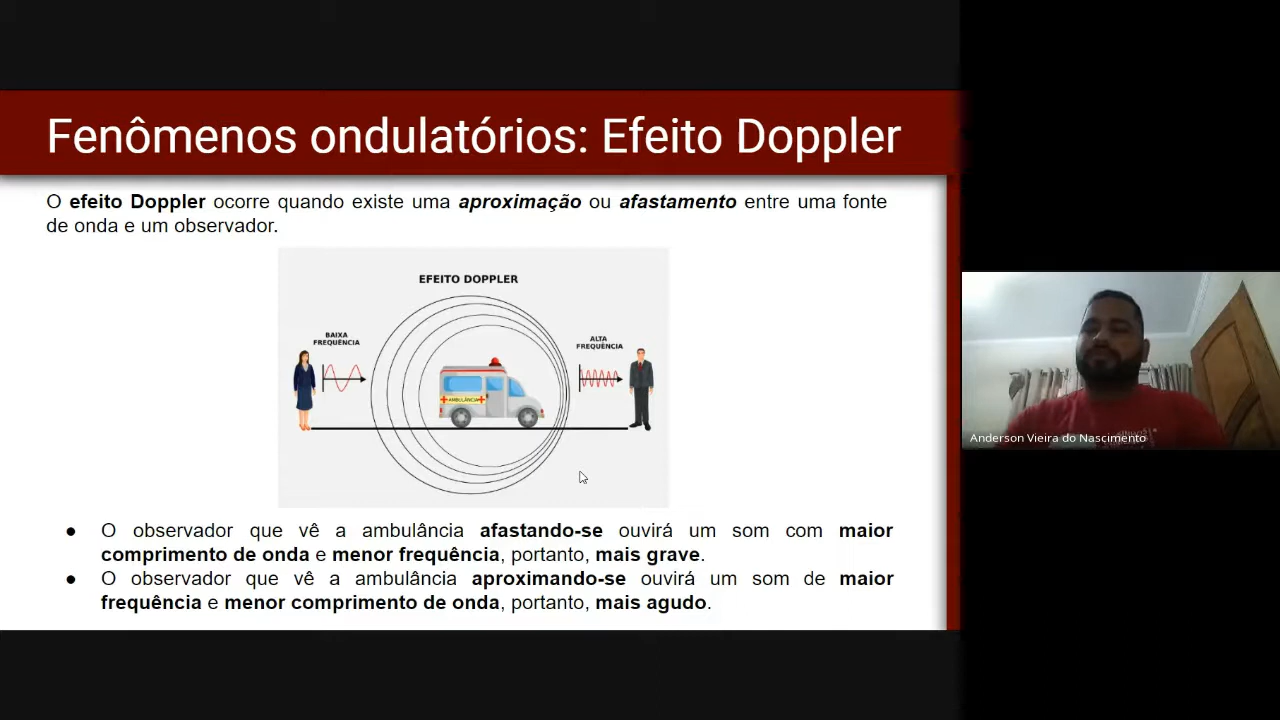 Fenômenos ondulatórios: Efeito Doppler
O efeito Doppler ocorre quando existe uma aproximação ou afastamento entre uma fonte
de onda e um observador.
EFEITO DOPPLER
BAIXA
FREQUÊNCIA
ALTA
FREQUÊNCIA
AMBULÂNCIA
Anderson Vieira do Nascimento
● O observador que vê a ambulância afastando-se ouvirá um som com maior
comprimento de onda e menor frequência, portanto, mais grave.
● O observador que vê a ambulância aproximando-se ouvirá um som de maior
frequência e menor comprimento de onda, portanto, mais agudo.